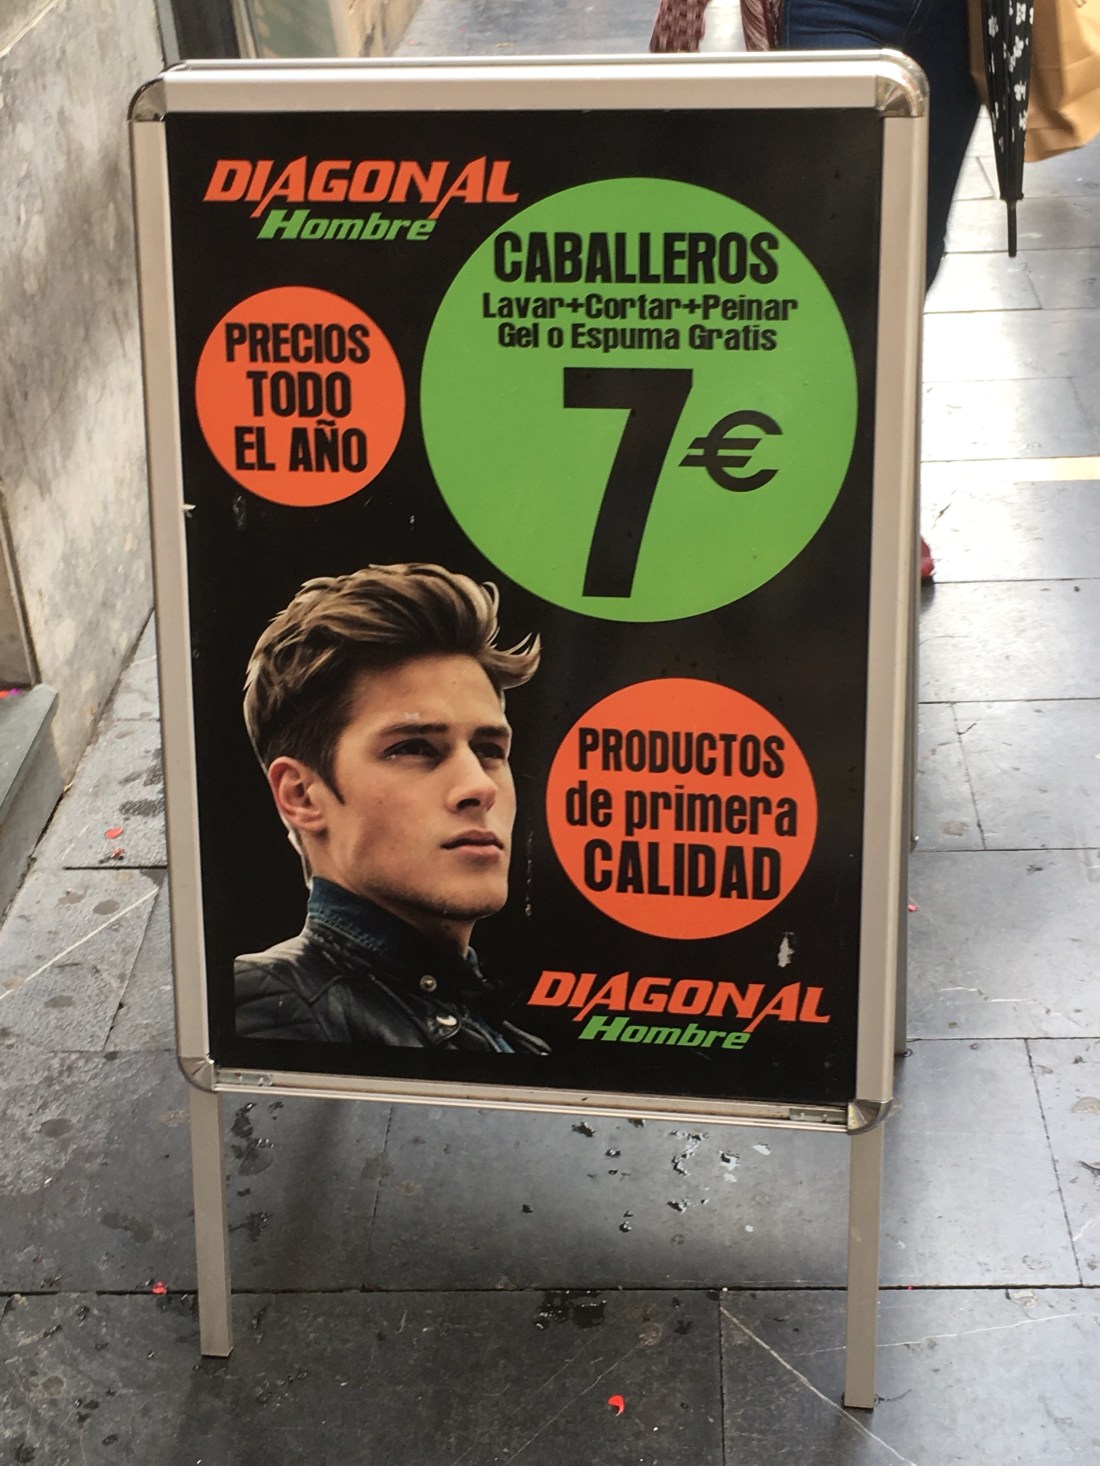 DIAGONAL
Hombre
CABALLEROS
Lavar+Cortar+Peinar
Gel o Espuma Gratis
7€
PRECIOS
TODO
EL AÑO
PRODUCTOS
de primera
CALIDAD
DIAGONAL
Hombre